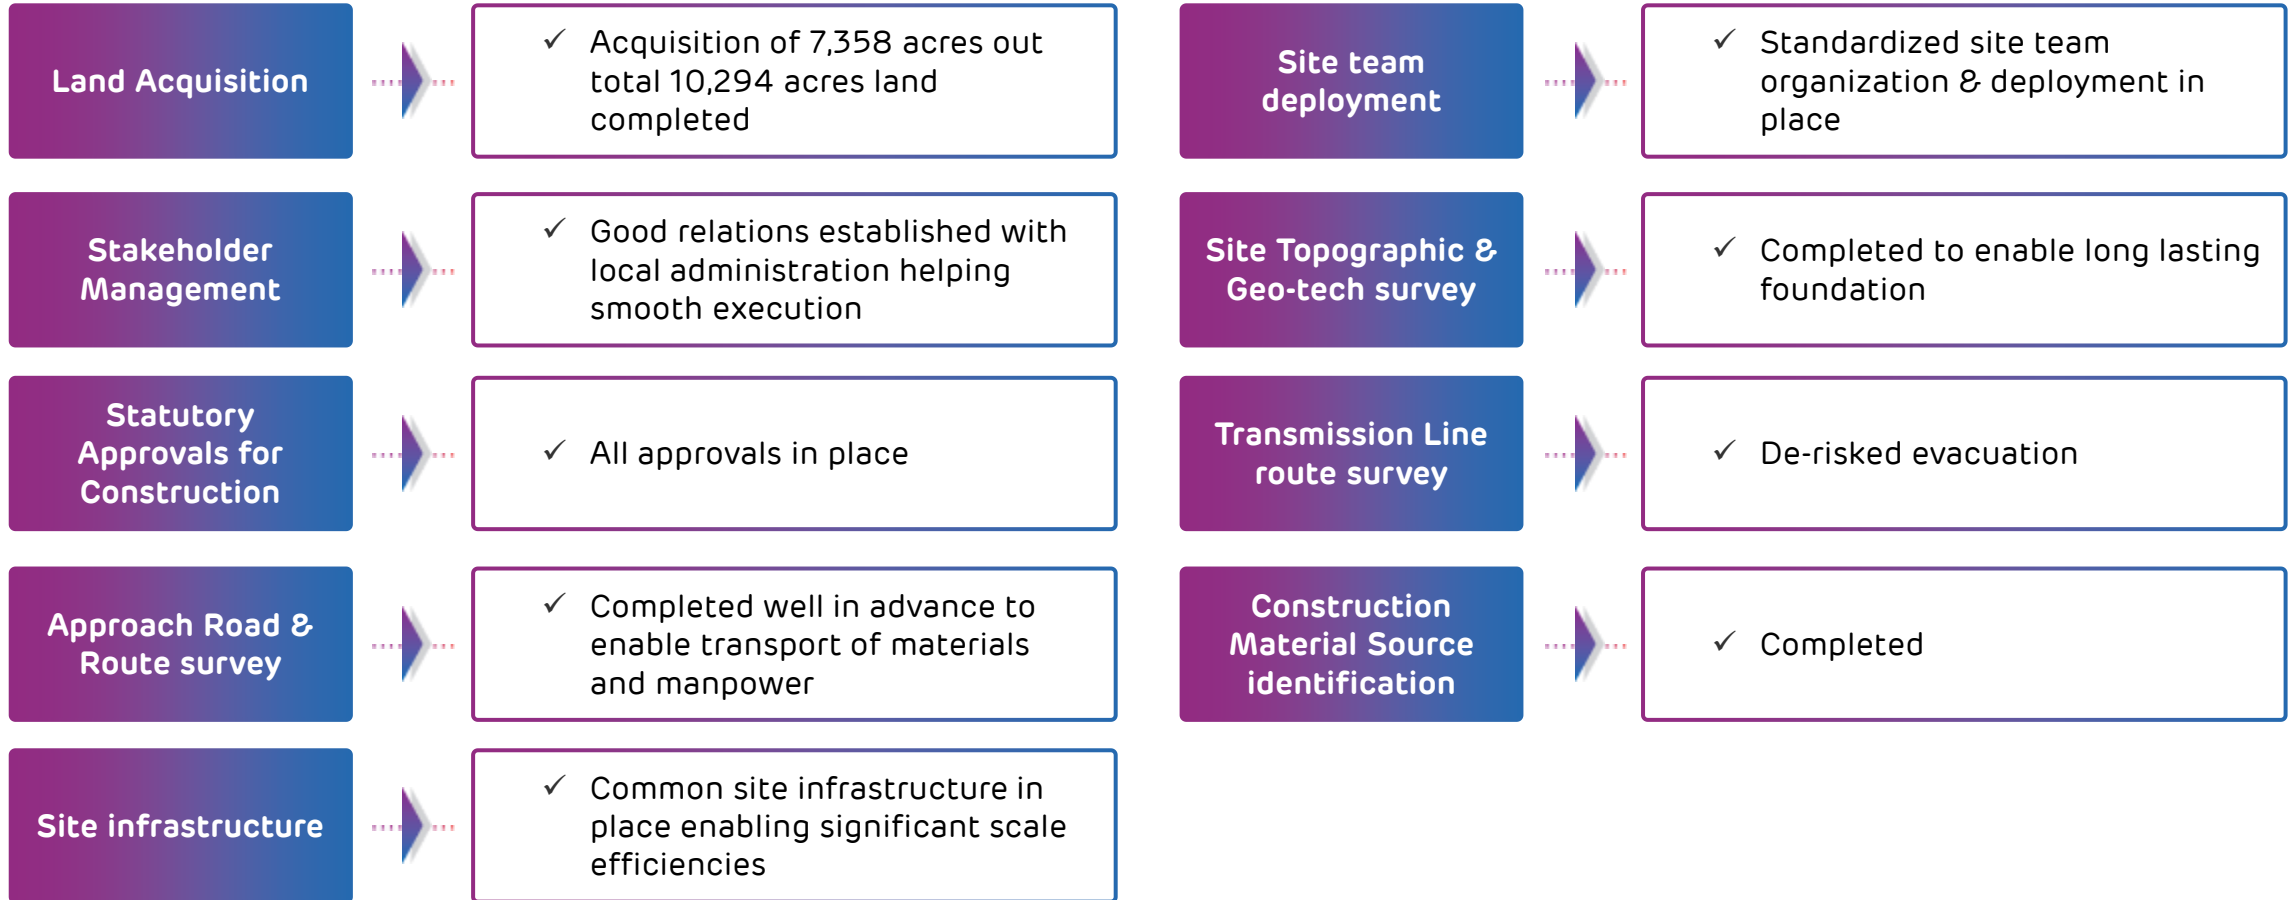 Land Acquisition
✓ Acquisition of 7,358 acres out
total 10,294 acres land
completed
Stakeholder
Management
✓ Good relations established with
local administration helping
smooth execution
Statutory
Approvals for
Construction
✓ All approvals in place
Approach Road &
Route survey
✓ Completed well in advance to
enable transport of materials
and manpower
Site infrastructure
✓ Common site infrastructure in
place enabling significant scale
efficiencies
Site team
deployment
✓ Standardized site team
organization & deployment in
place
Site Topographic &
Geo-tech survey
✓ Completed to enable long lasting
foundation
Transmission Line
route survey
✓ De-risked evacuation
Construction
Material Source
identification
✓ Completed